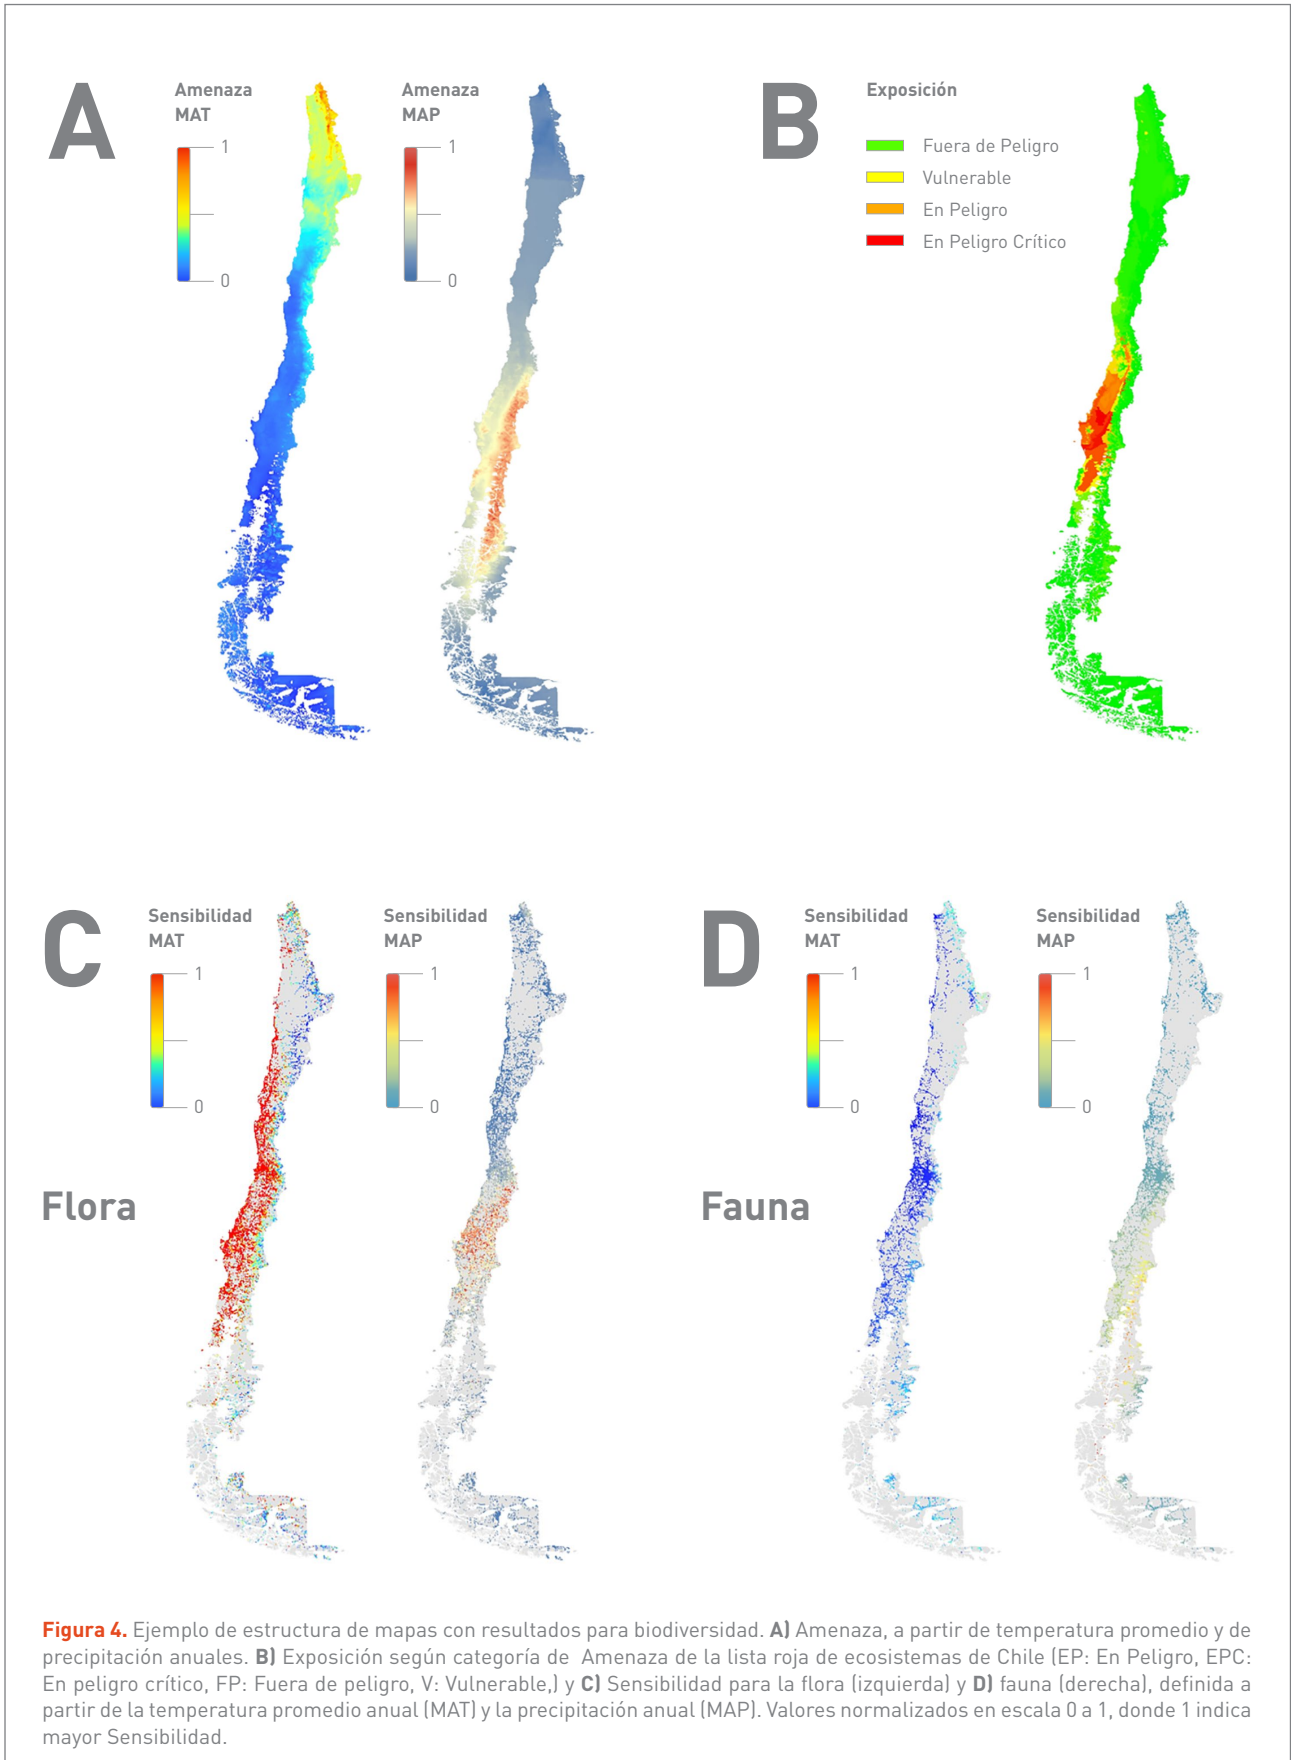 A
Amenaza
MAT
1
0
Amenaza
MAP
1
0
B
Exposición
Fuera de Peligro
Vulnerable
En Peligro
En Peligro Crítico
C
Sensibilidad
MAT
1
0
Sensibilidad
MAP
1
0
Flora
D
Sensibilidad
MAT
1
0
Sensibilidad
MAP
1
0
Fauna
Figura 4. Ejemplo de estructura de mapas con resultados para biodiversidad. A) Amenaza, a partir de temperatura promedio y de
precipitación anuales. B) Exposición según categoría de Amenaza de la lista roja de ecosistemas de Chile (EP: En Peligro, EPC:
En peligro crítico, FP: Fuera de peligro, V: Vulnerable,) y C) Sensibilidad para la flora (izquierda) y D) fauna (derecha), definida a
partir de la temperatura promedio anual (MAT) y la precipitación anual (MAP). Valores normalizados en escala 0 a 1, donde 1 indica
mayor Sensibilidad.